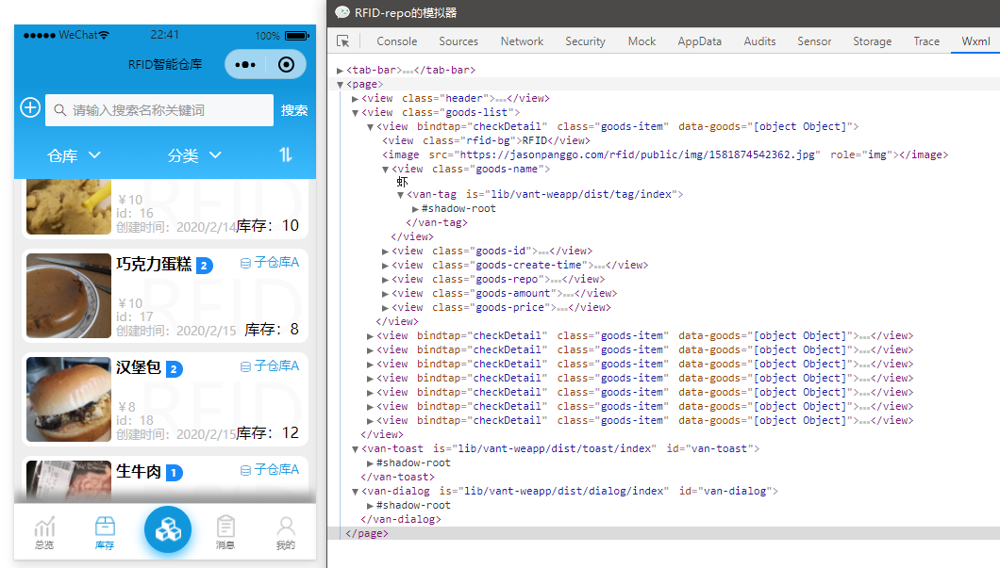 ●●●●● WeChat 22:41 100%
RFID智能仓库
请输入搜索名称关键词 搜索
仓库 分类
¥10
id: 16
创建时间: 2020/2/14 库存: 10
巧克力蛋糕 2 子仓库A
RFID
¥10
id: 17
创建时间: 2020/2/15 库存: 8
汉堡包 2 子仓库A
RFID
¥8
id: 18
创建时间: 2020/2/15 库存: 12
生牛肉 1 子仓库A
总览 库存 消息 我的
RFID-repo的模拟器
Console Sources Network Security Mock AppData Audits Sensor Storage Trace Wxml
▶<tab-bar>…</tab-bar>
▼<page>
▶<view class="header">…</view>
▼<view class="goods-list">
▼<view bindtap="checkDetail" class="goods-item" data-goods="[object Object]">
<view class="rfid-bg">RFID</view>
<image src="https://jasonpanggo.com/rfid/public/img/1581874542362.jpg" role="img"></image>
▼<view class="goods-name">
虾
▼<van-tag is="lib/vant-weapp/dist/tag/index">
▶#shadow-root
</van-tag>
</view>
▶<view class="goods-id">…</view>
▶<view class="goods-create-time">…</view>
▶<view class="goods-repo">…</view>
▶<view class="goods-amount">…</view>
▶<view class="goods-price">…</view>
</view>
▶<view bindtap="checkDetail" class="goods-item" data-goods="[object Object]">…</view>
▶<view bindtap="checkDetail" class="goods-item" data-goods="[object Object]">…</view>
▶<view bindtap="checkDetail" class="goods-item" data-goods="[object Object]">…</view>
▶<view bindtap="checkDetail" class="goods-item" data-goods="[object Object]">…</view>
▶<view bindtap="checkDetail" class="goods-item" data-goods="[object Object]">…</view>
▶<view bindtap="checkDetail" class="goods-item" data-goods="[object Object]">…</view>
▶<view bindtap="checkDetail" class="goods-item" data-goods="[object Object]">…</view>
</view>
▼<van-toast is="lib/vant-weapp/dist/toast/index" id="van-toast">
▶#shadow-root
</van-toast>
▼<van-dialog is="lib/vant-weapp/dist/dialog/index" id="van-dialog">
▶#shadow-root
</van-dialog>
</page>